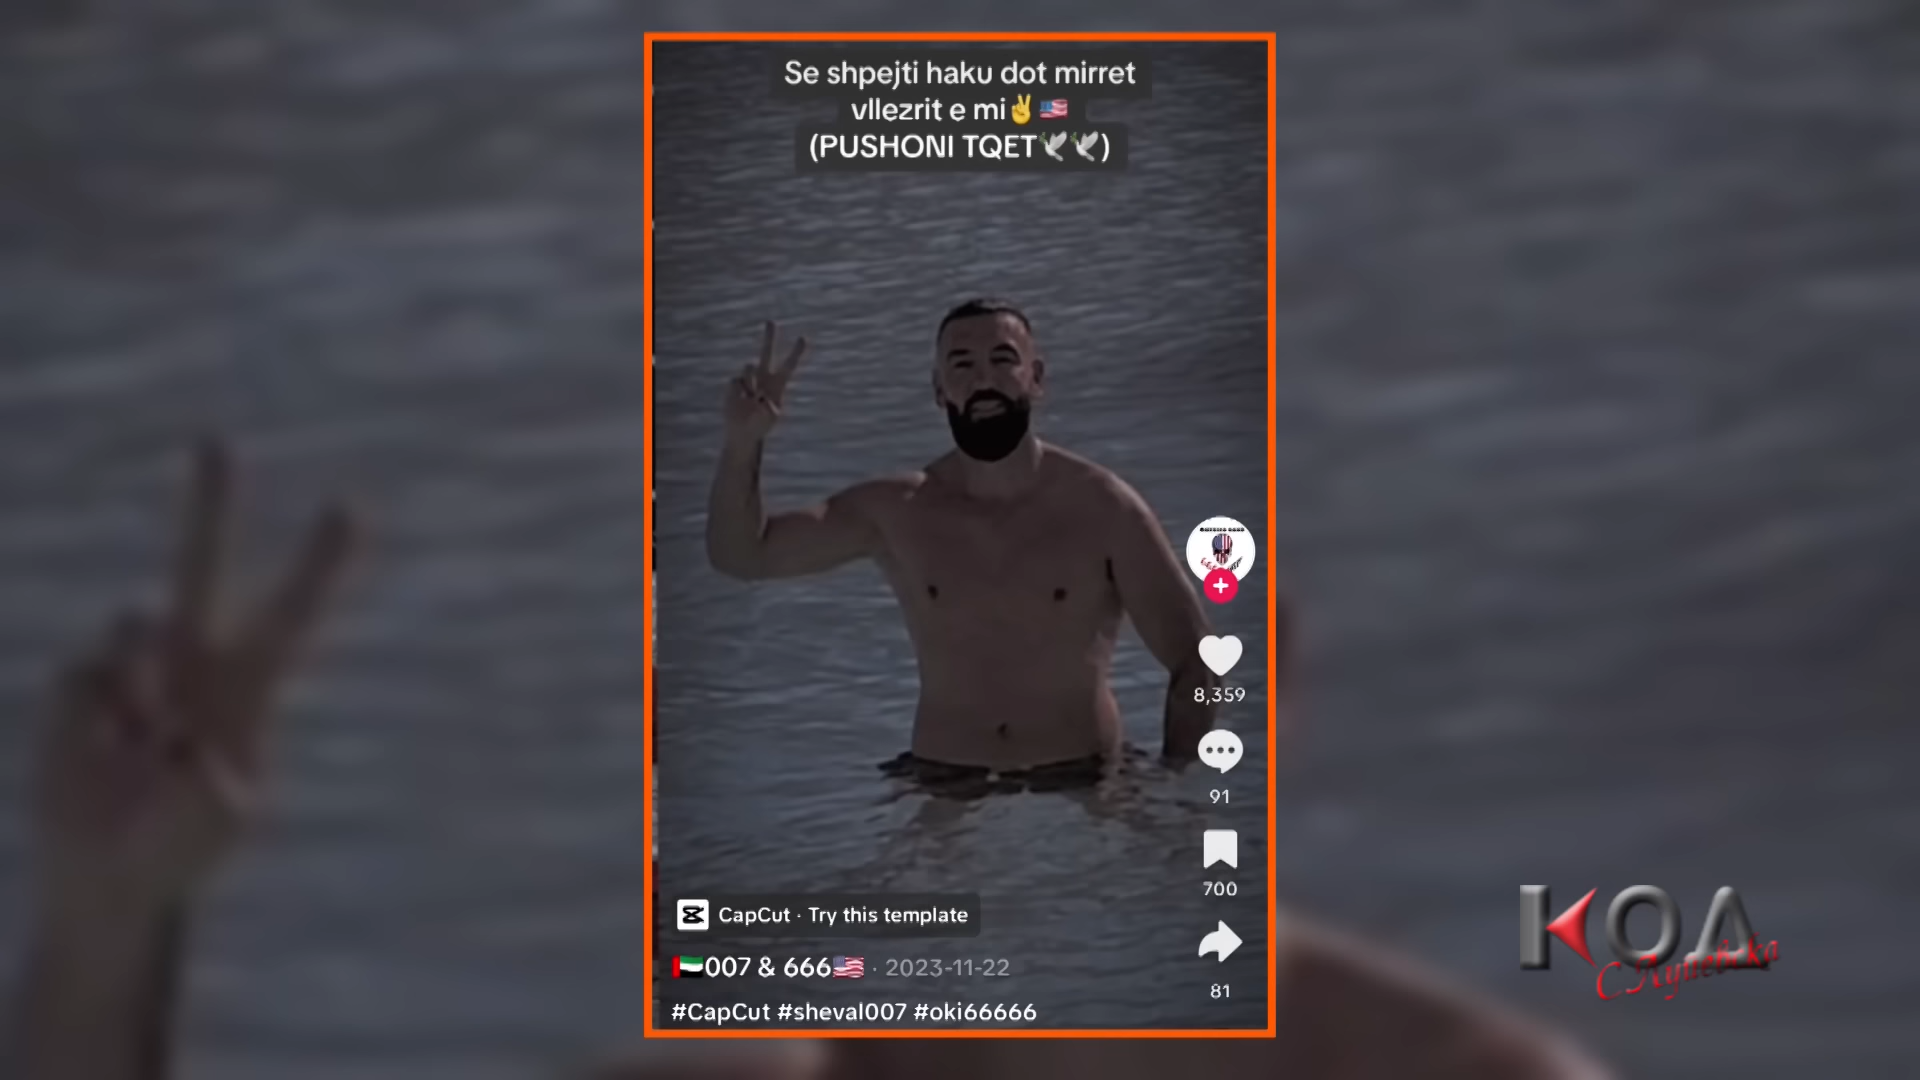 Se shpejti haku dot mirret
vllezrit e mi✌️🇺🇸
(PUSHONI TQET🕊️🕊️)
8,359
91
700
81
CapCut · Try this template
🇦🇪007 & 666🇺🇸 · 2023-11-22
#CapCut #sheval007 #oki66666
КОД